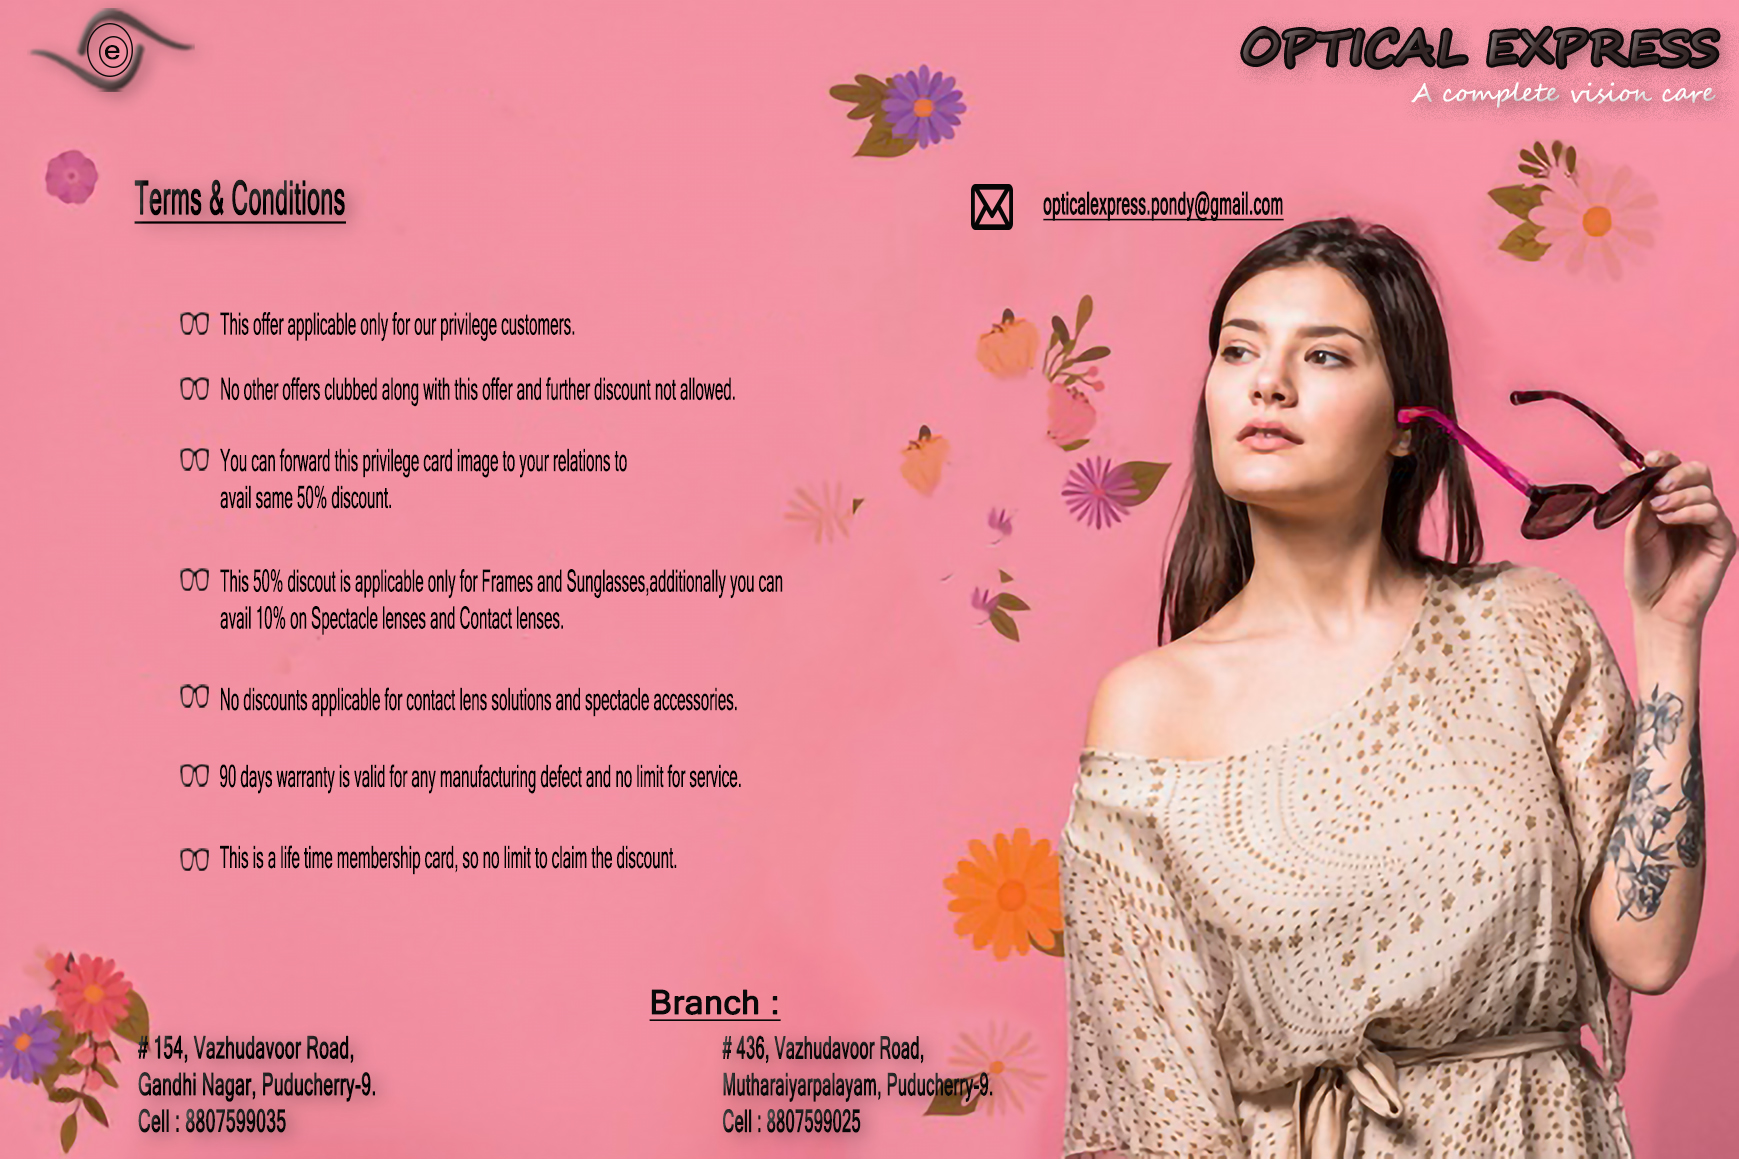 e
OPTICAL EXPRESS
A complete vision care
Terms & Conditions
opticalexpress.pondy@gmail.com
This offer applicable only for our privilege customers.
No other offers clubbed along with this offer and further discount not allowed.
You can forward this privilege card image to your relations to
avail same 50% discount.
This 50% discout is applicable only for Frames and Sunglasses,additionally you can
avail 10% on Spectacle lenses and Contact lenses.
No discounts applicable for contact lens solutions and spectacle accessories.
90 days warranty is valid for any manufacturing defect and no limit for service.
This is a life time membership card, so no limit to claim the discount.
# 154, Vazhudavoor Road,
Gandhi Nagar, Puducherry-9.
Cell : 8807599035
Branch :
# 436, Vazhudavoor Road,
Mutharaiyarpalayam, Puducherry-9.
Cell : 8807599025